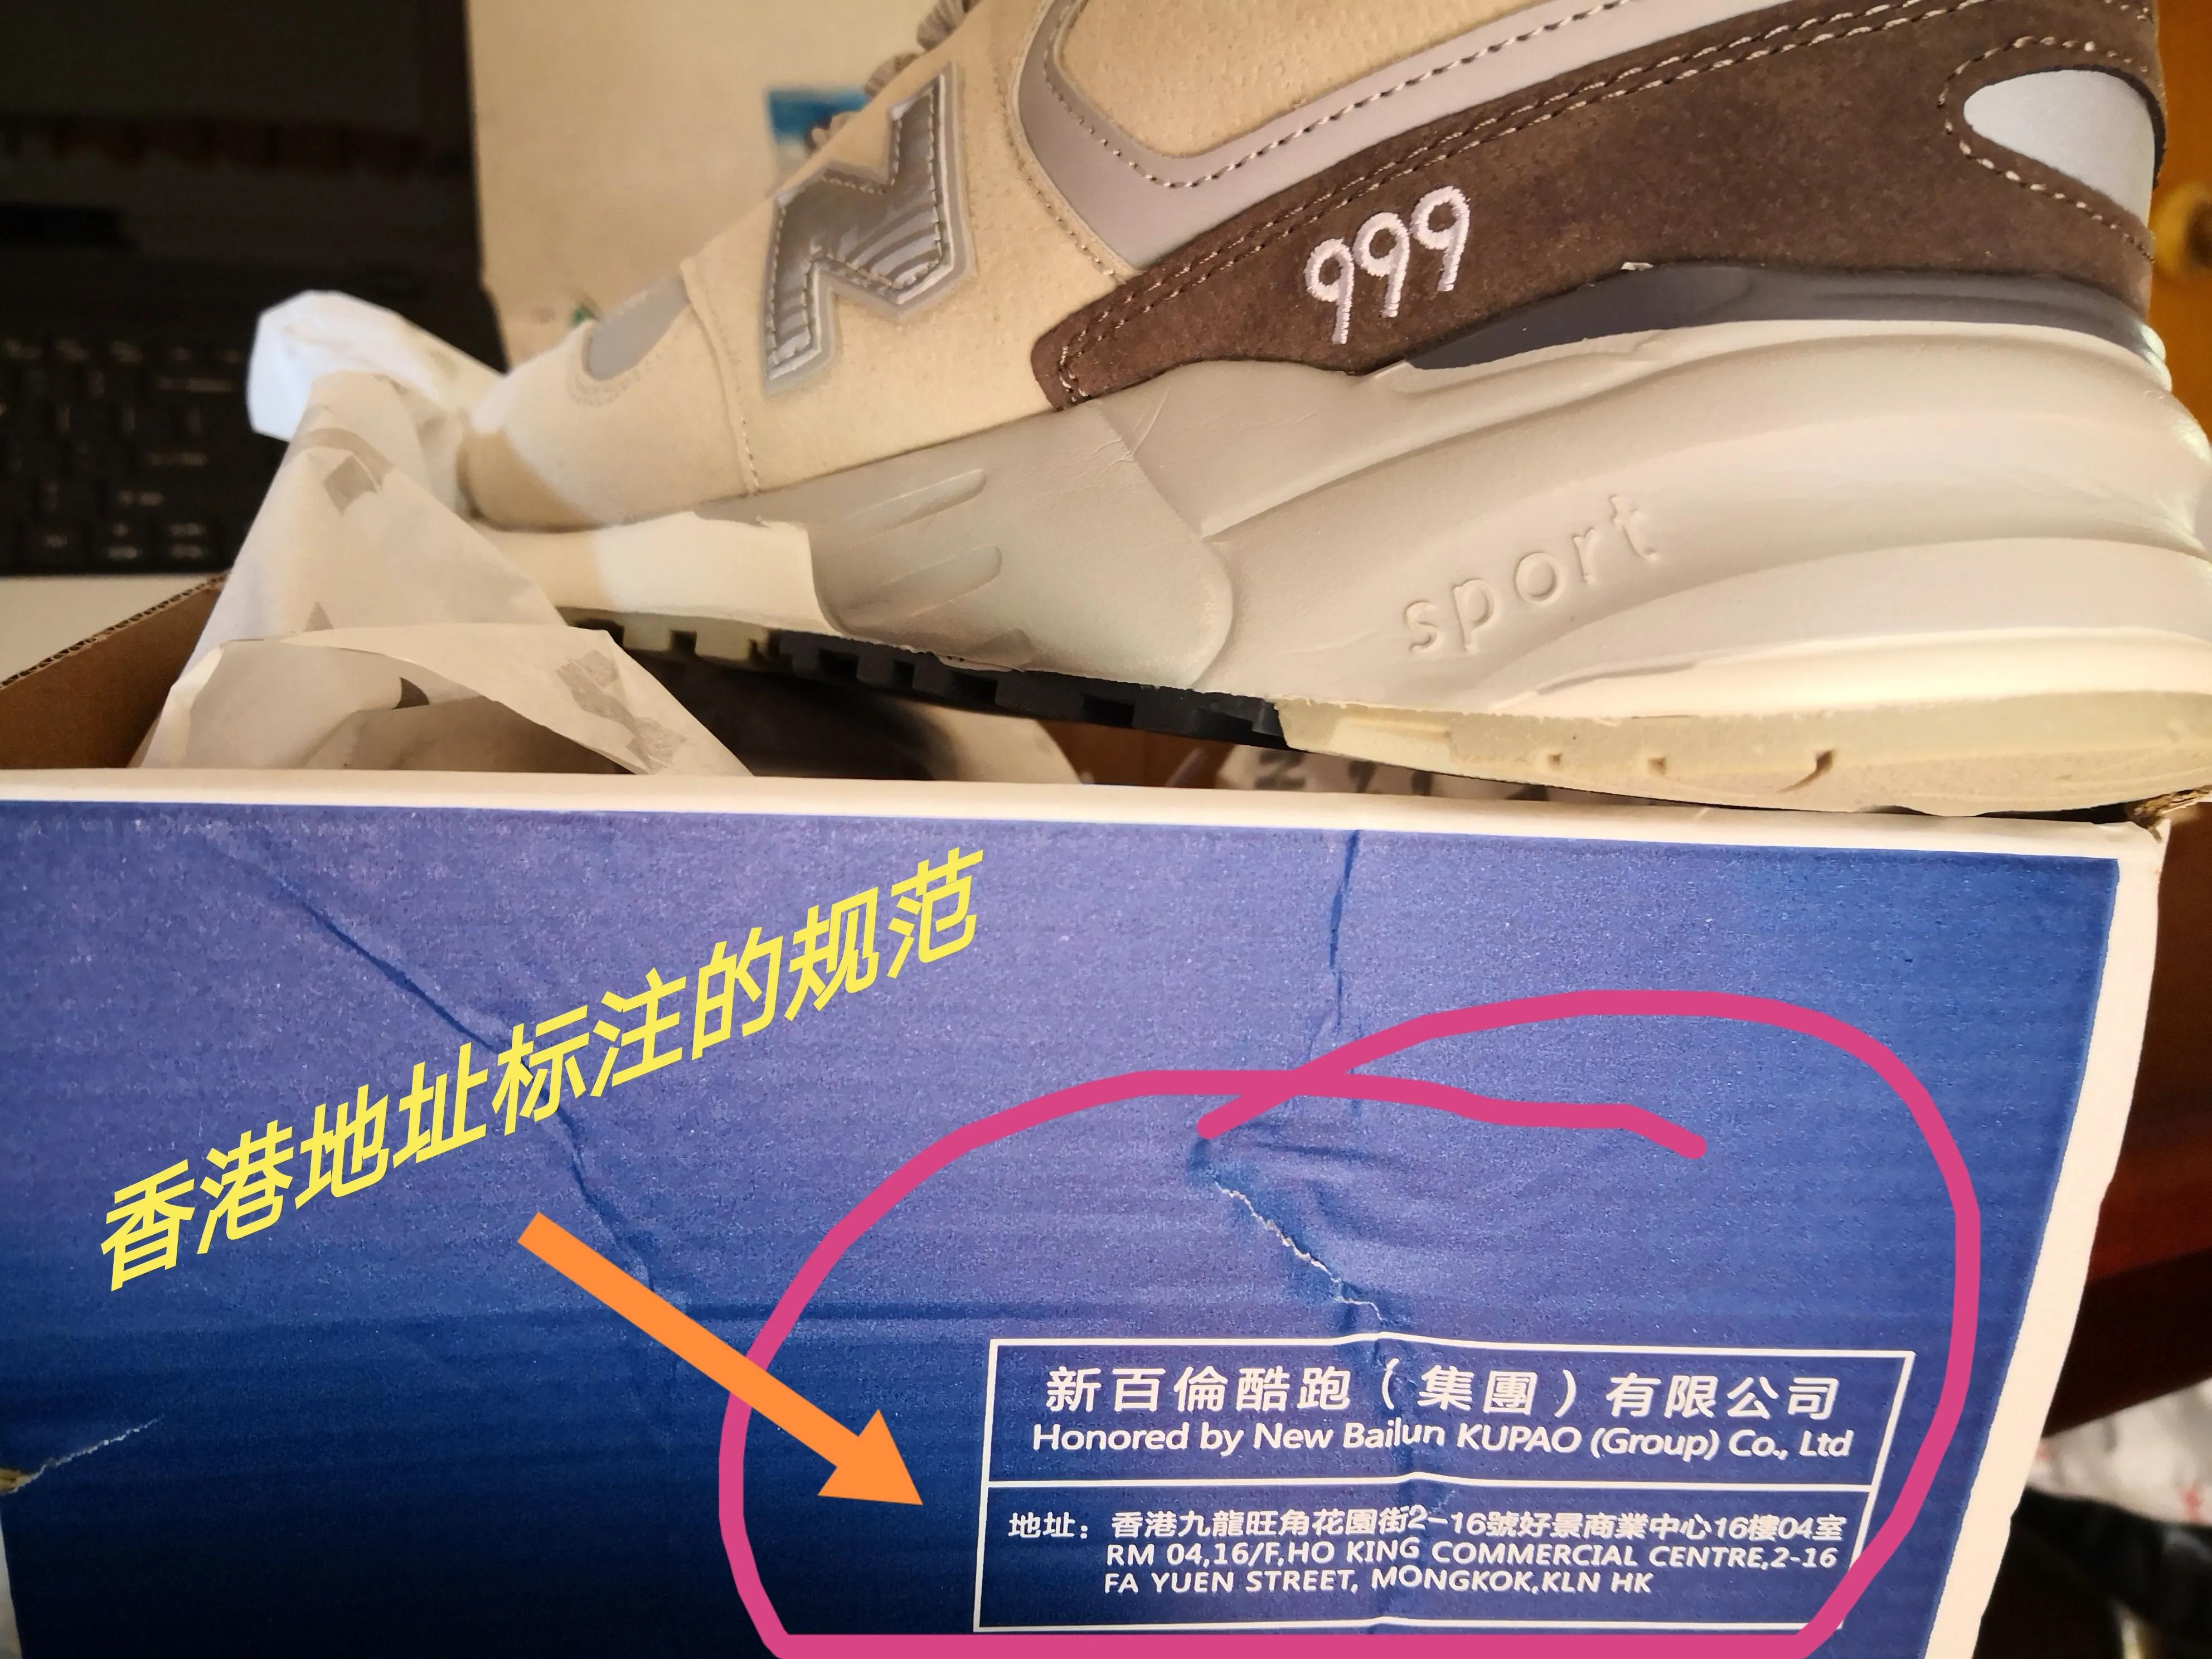 N
999
sport
香港地址标注的规范
新百倫酷跑（集團）有限公司
Honored by New Bailun KUPAO (Group) Co., Ltd
地址：香港九龍旺角花園街2-16號好景商業中心16樓04室
RM 04,16/F,HO KING COMMERCIAL CENTRE,2-16
FA YUEN STREET, MONGKOK,KLN HK